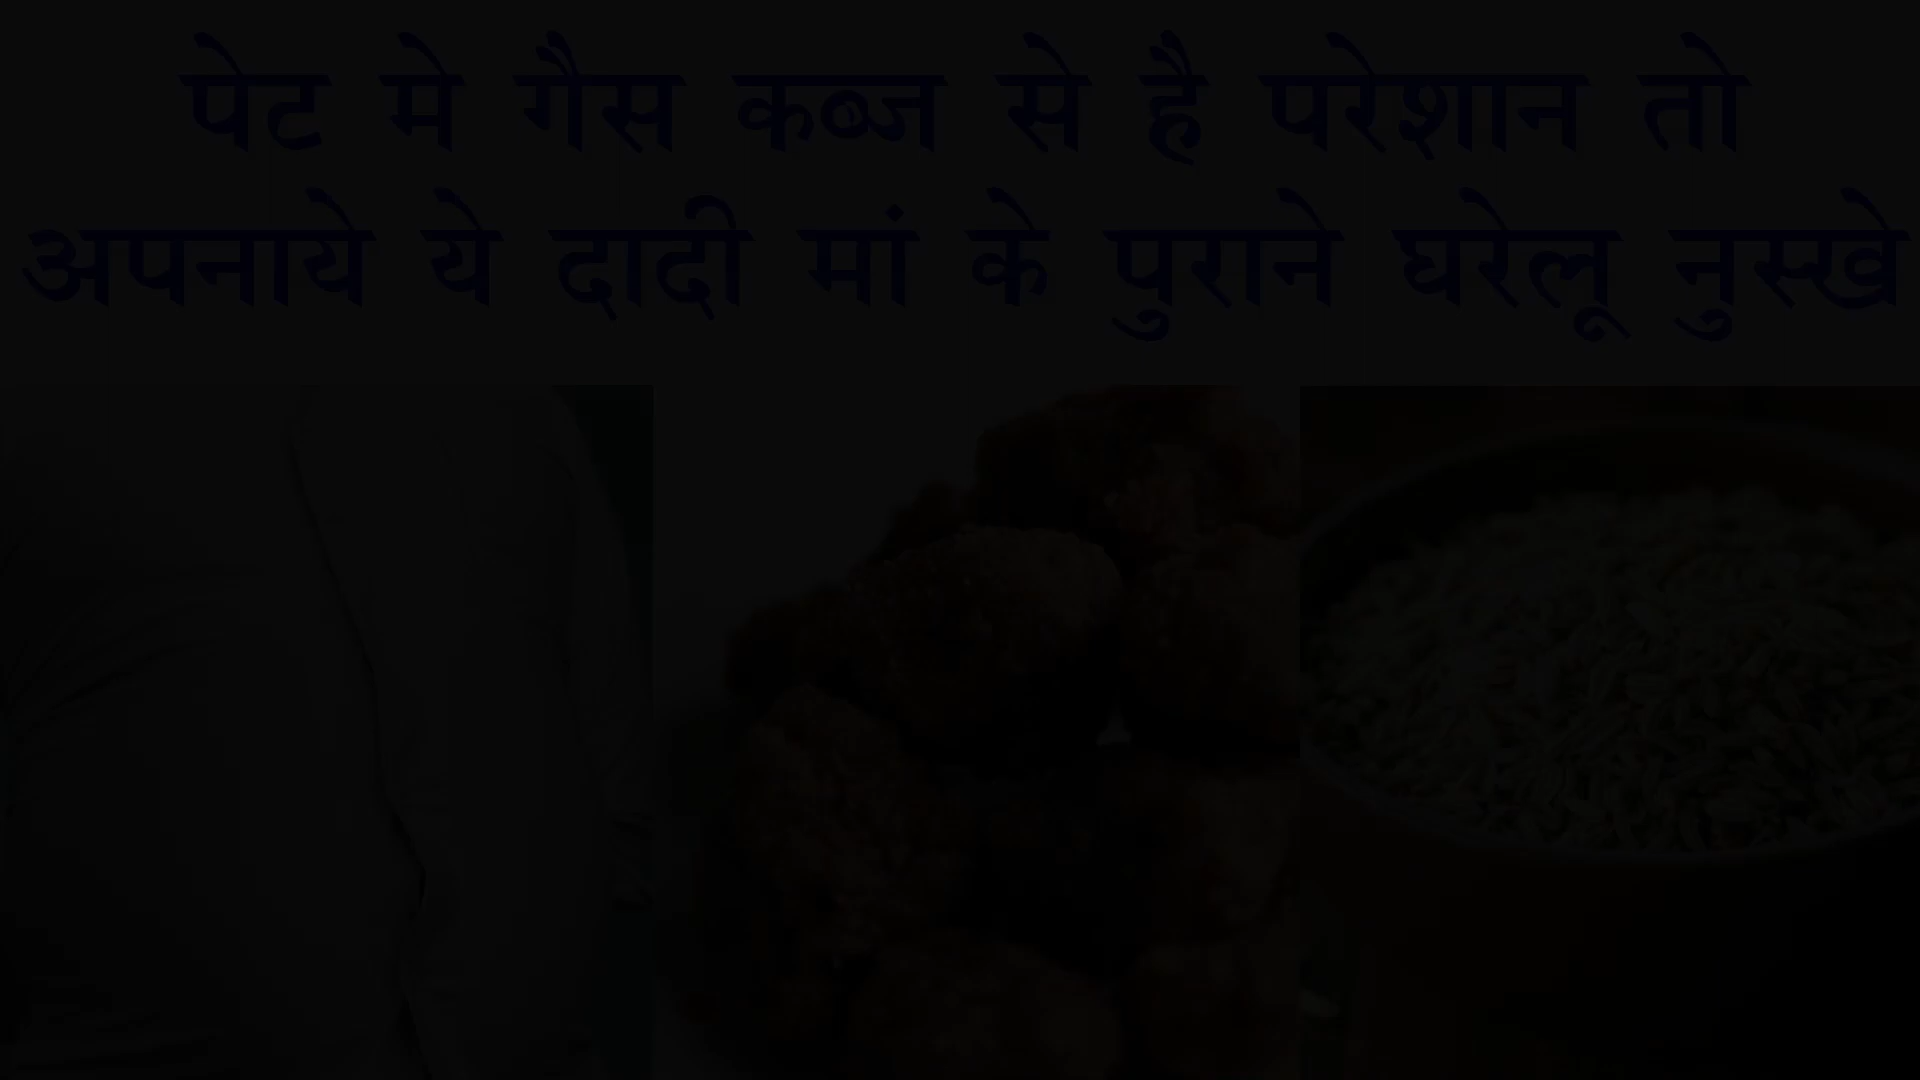 पेट मे गैस कब्ज से है परेशान तो
अपनाये ये दादी मां के पुराने घरेलू नुस्खे